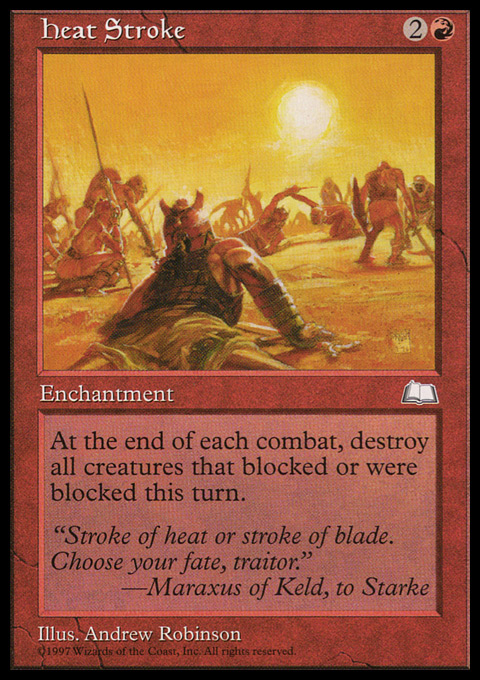 Heat Stroke 2
Enchantment
At the end of each combat, destroy
all creatures that blocked or were
blocked this turn.
“Stroke of heat or stroke of blade.
Choose your fate, traitor.”
—Maraxus of Keld, to Starke
Illus. Andrew Robinson
©1997 Wizards of the Coast, Inc. All rights reserved.